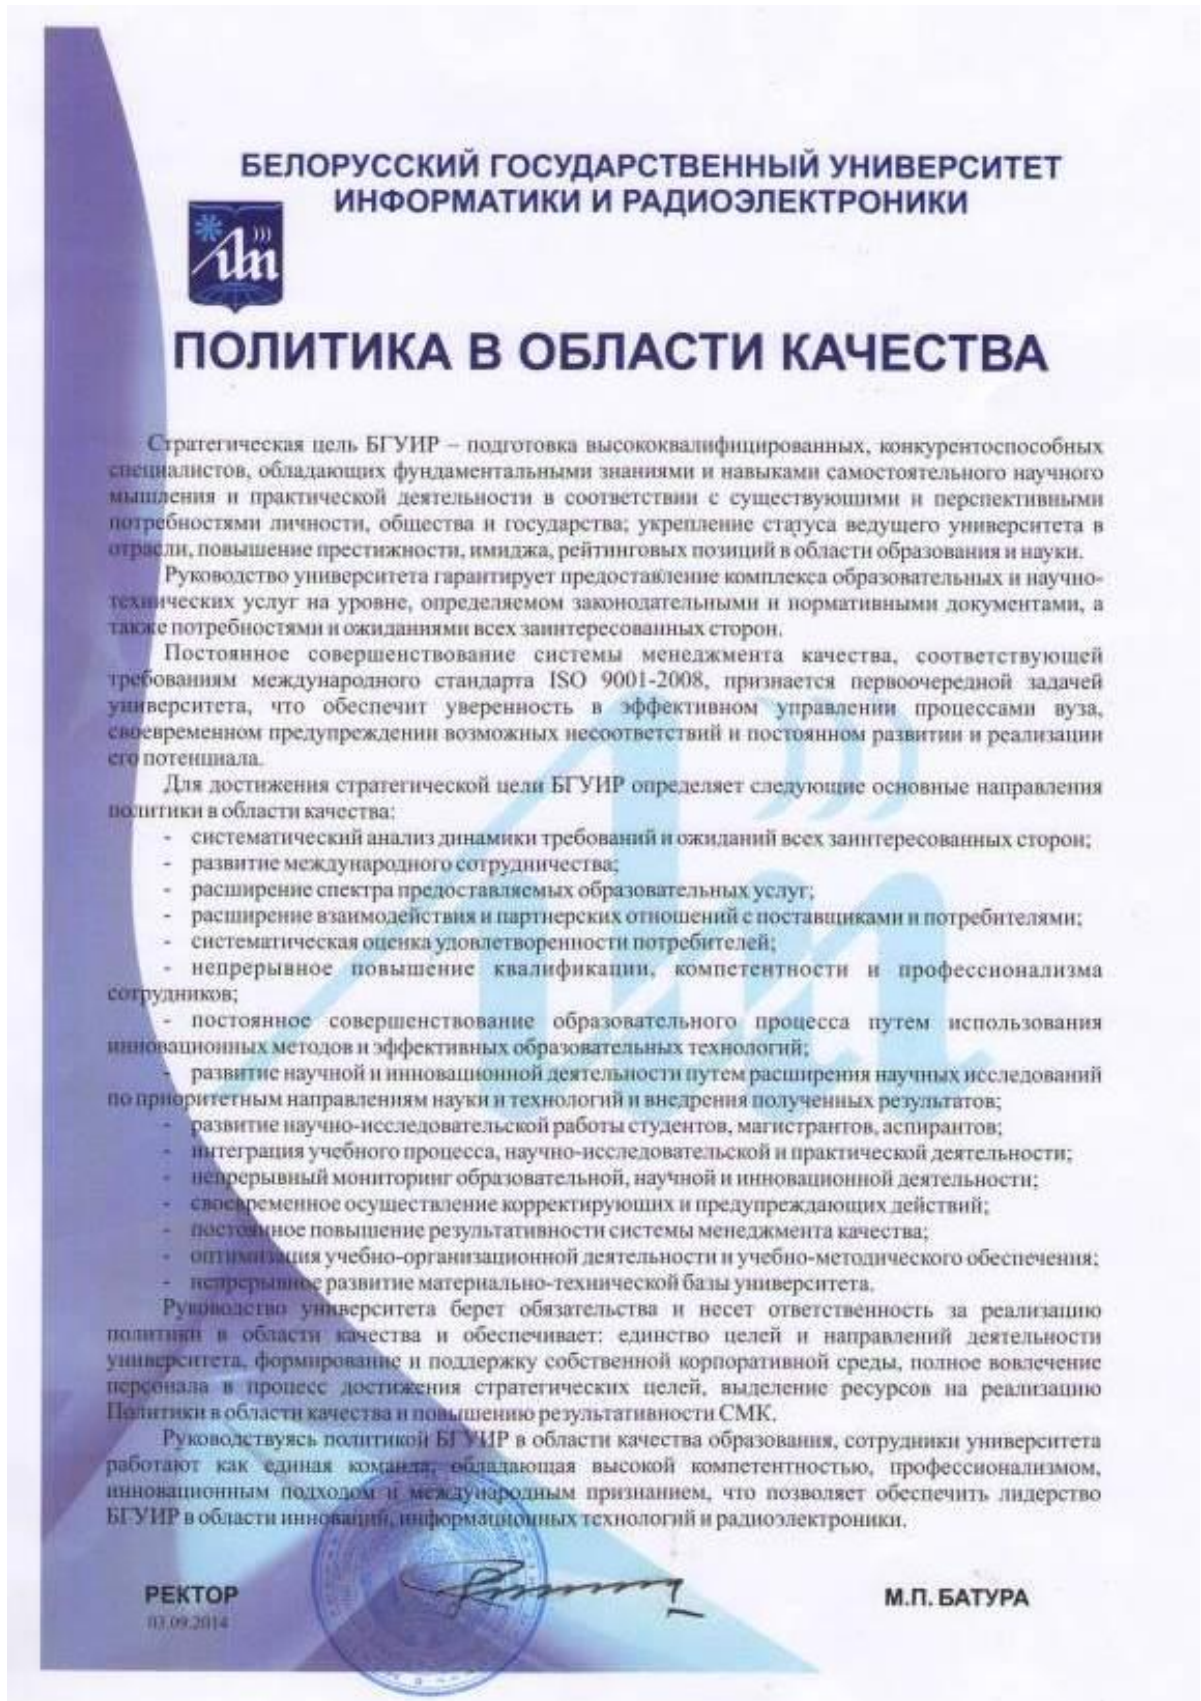 БЕЛОРУССКИЙ ГОСУДАРСТВЕННЫЙ УНИВЕРСИТЕТ
ИНФОРМАТИКИ И РАДИОЭЛЕКТРОНИКИ
ПОЛИТИКА В ОБЛАСТИ КАЧЕСТВА
Стратегическая цель БГУИР – подготовка высококвалифицированных, конкурентоспособных
специалистов, обладающих фундаментальными знаниями и навыками самостоятельного научного
мышления и практической деятельности в соответствии с существующими и перспективными
потребностями личности, общества и государства; укрепление статуса ведущего университета в
отрасли, повышение престижности, имиджа, рейтинговых позиций в области образования и науки.
Руководство университета гарантирует предоставление комплекса образовательных и научно-
технических услуг на уровне, определяемом законодательными и нормативными документами, а
также потребностями и ожиданиями всех заинтересованных сторон.
Постоянное совершенствование системы менеджмента качества, соответствующей
требованиям международного стандарта ISO 9001-2008, признается первоочередной задачей
университета, что обеспечит уверенность в эффективном управлении процессами вуза,
своевременном предупреждении возможных несоответствий и постоянном развитии и реализации
его потенциала.
Для достижения стратегической цели БГУИР определяет следующие основные направления
политики в области качества:
- систематический анализ динамики требований и ожиданий всех заинтересованных сторон;
- развитие международного сотрудничества;
- расширение спектра предоставляемых образовательных услуг;
- расширение взаимодействия и партнерских отношений с поставщиками и потребителями;
- систематическая оценка удовлетворенности потребителей;
- непрерывное повышение квалификации, компетентности и профессионализма
сотрудников;
- постоянное совершенствование образовательного процесса путем использования
инновационных методов и эффективных образовательных технологий;
- развитие научной и инновационной деятельности путем расширения научных исследований
по приоритетным направлениям науки и технологий и внедрения полученных результатов;
- развитие научно-исследовательской работы студентов, магистрантов, аспирантов;
- интеграция учебного процесса, научно-исследовательской и практической деятельности;
- непрерывный мониторинг образовательной, научной и инновационной деятельности;
- своевременное осуществление корректирующих и предупреждающих действий;
- постоянное повышение результативности системы менеджмента качества;
- оптимизация учебно-организационной деятельности и учебно-методического обеспечения;
- непрерывное развитие материально-технической базы университета.
Руководство университета берет обязательства и несет ответственность за реализацию
политики в области качества и обеспечивает: единство целей и направлений деятельности
университета, формирование и поддержку собственной корпоративной среды, полное вовлечение
персонала в процесс достижения стратегических целей, выделение ресурсов на реализацию
Политики в области качества и повышению результативности СМК.
Руководствуясь политикой БГУИР в области качества образования, сотрудники университета
работают как единая команда, обладающая высокой компетентностью, профессионализмом,
инновационным подходом и международным признанием, что позволяет обеспечить лидерство
БГУИР в области инноваций, информационных технологий и радиоэлектроники.
РЕКТОР
М.П. БАТУРА
03.09.2014